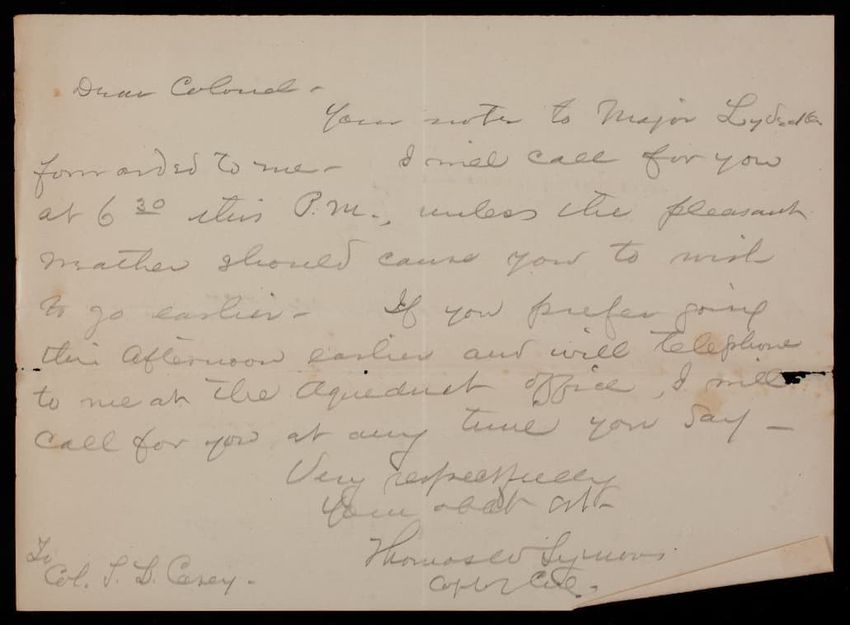 Dear Colonel -
Your note to Major Lydecker
forwarded to me - I will call for you
at 6 30 this P.M., unless the pleasant
weather should cause you to wish
to go earlier - If you prefer going
this afternoon earlier and will telephone
to me at the Aqueduct office, I will
call for you at any time you say -
Very respectfully
Your obdt svt -
Thomas W Symons
Capt of Eng. -
To
Col. T. L. Casey -